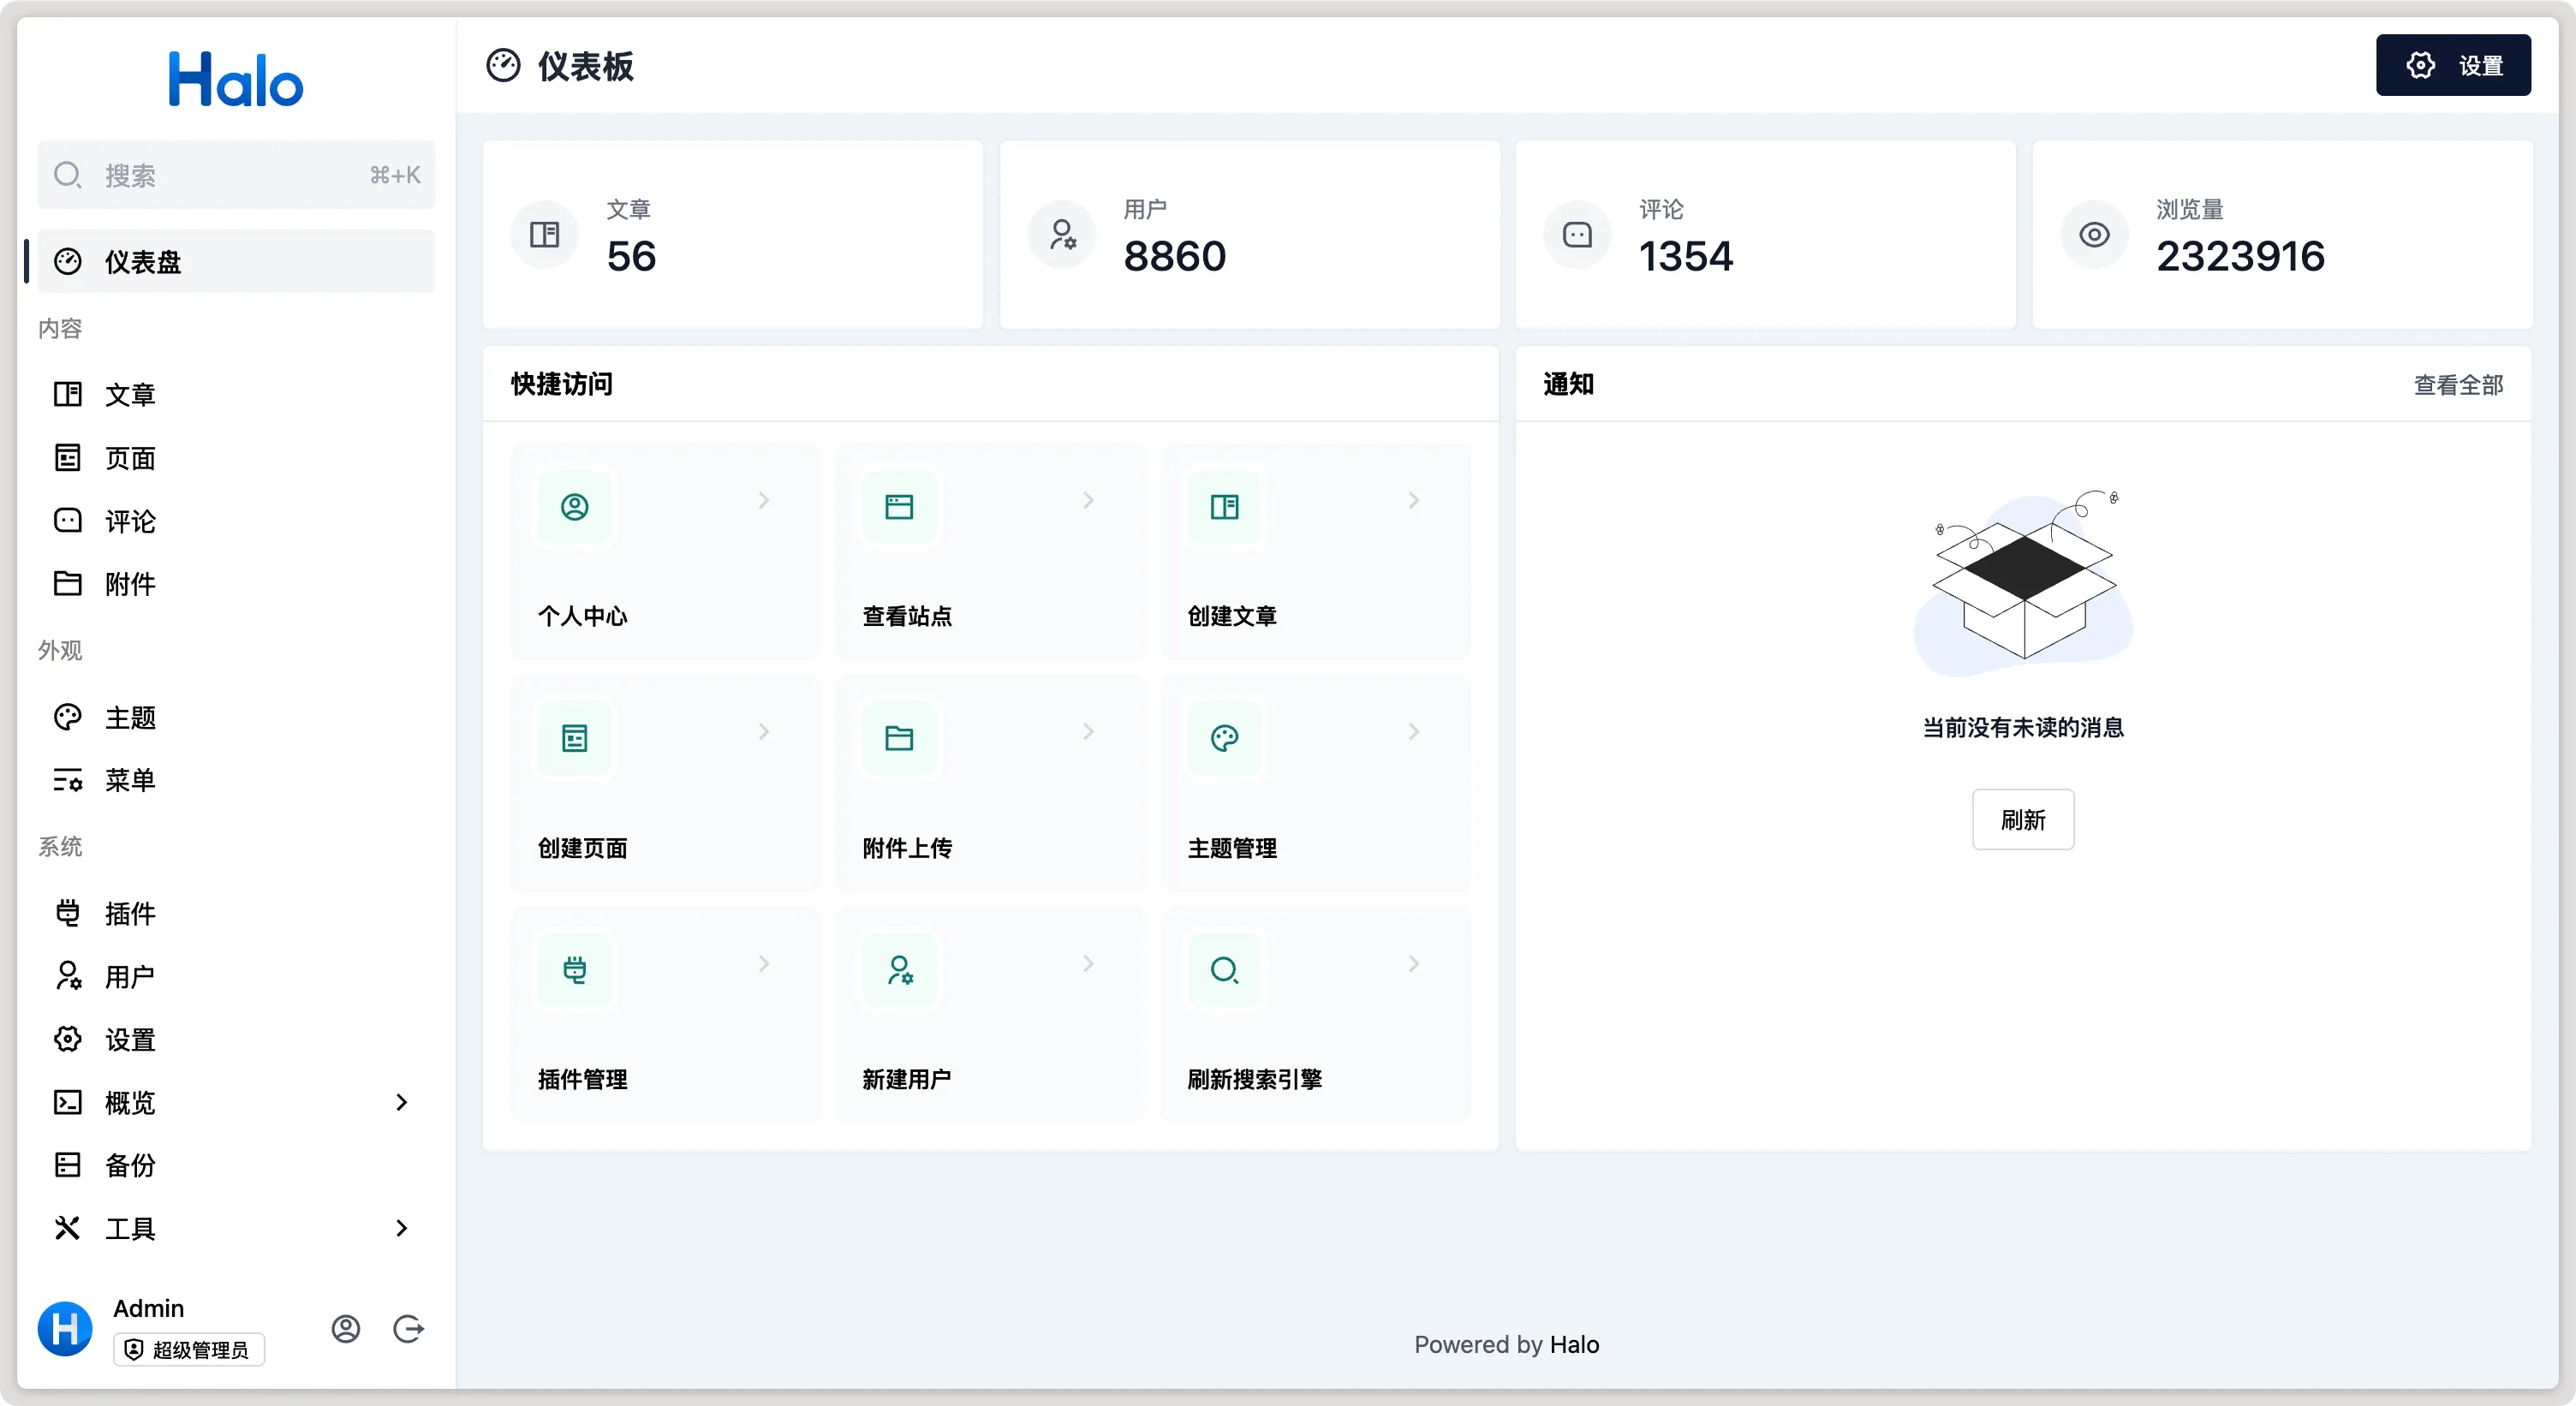 Halo
搜索 ⌘+K
仪表盘
内容
文章
页面
评论
附件
外观
主题
菜单
系统
插件
用户
设置
概览
备份
工具
Admin
超级管理员
仪表板
设置
文章
56
用户
8860
评论
1354
浏览量
2323916
快捷访问
个人中心
查看站点
创建文章
创建页面
附件上传
主题管理
插件管理
新建用户
刷新搜索引擎
通知
查看全部
当前没有未读的消息
刷新
Powered by Halo